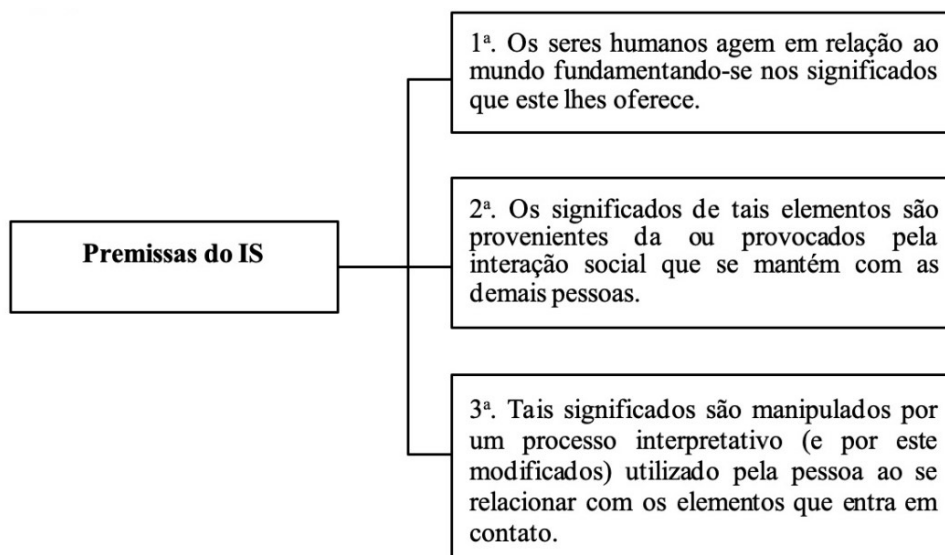 Premissas do IS
1ª. Os seres humanos agem em relação ao
mundo fundamentando-se nos significados
que este lhes oferece.
2ª. Os significados de tais elementos são
provenientes da ou provocados pela
interação social que se mantém com as
demais pessoas.
3ª. Tais significados são manipulados por
um processo interpretativo (e por este
modificados) utilizado pela pessoa ao se
relacionar com os elementos que entra em
contato.